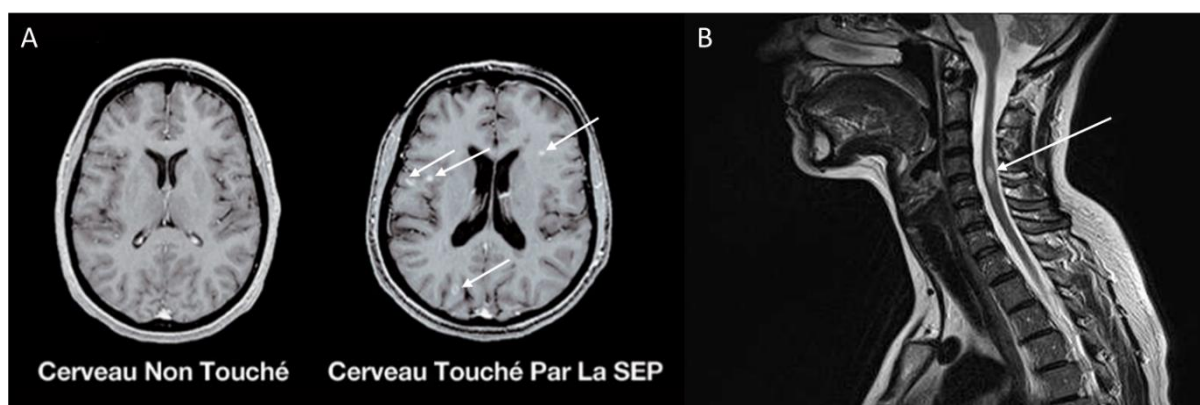 A
B
Cerveau Non Touché
Cerveau Touché Par La SEP